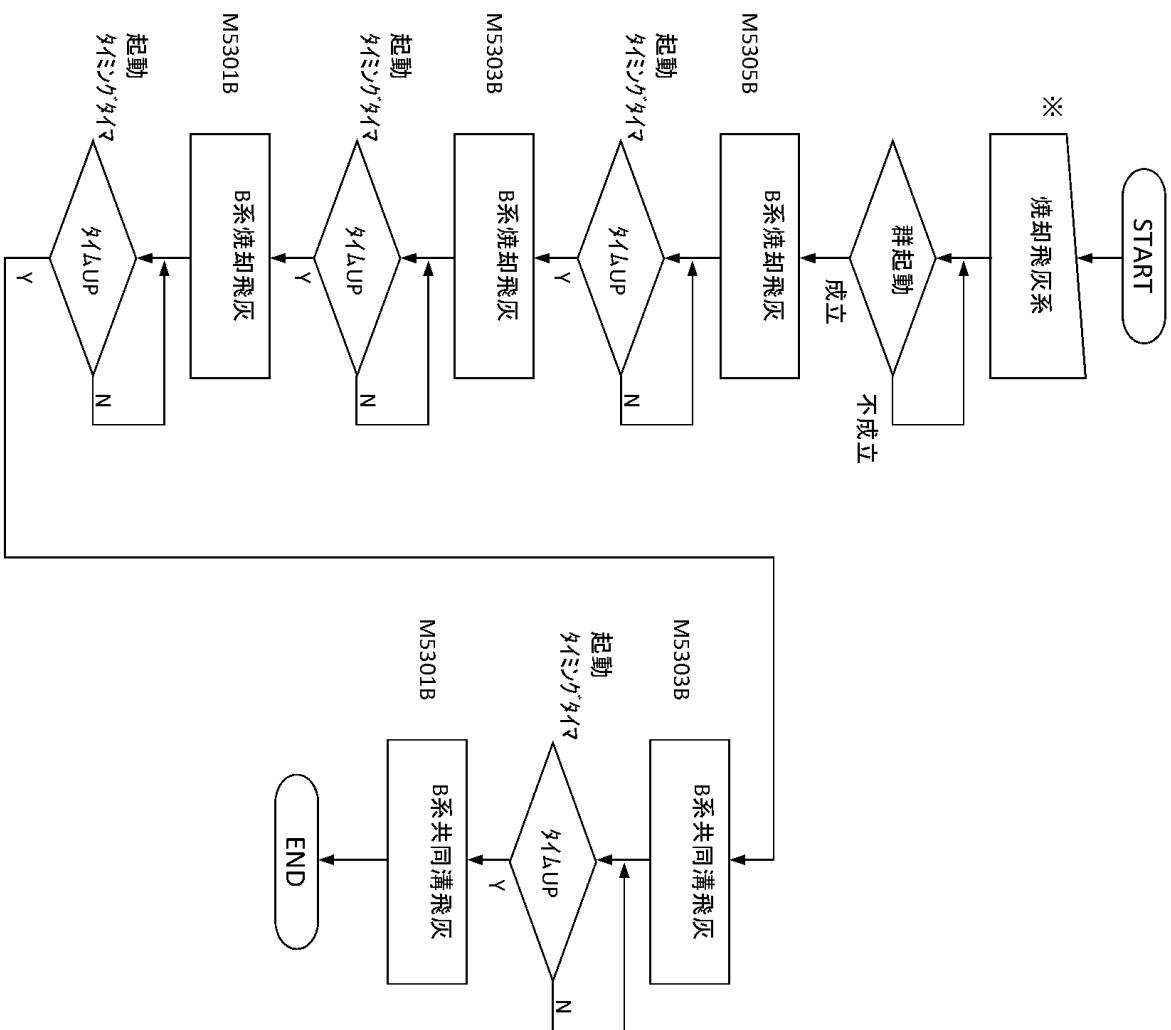 START
※
焼却飛灰系
群起動
不成立
成立
M5305B
B系焼却飛灰
起動
ﾀｲﾐﾝｸﾞﾀｲﾏ
ﾀｲﾑUP
N
Y
M5303B
B系焼却飛灰
起動
ﾀｲﾐﾝｸﾞﾀｲﾏ
ﾀｲﾑUP
N
Y
M5301B
B系焼却飛灰
起動
ﾀｲﾐﾝｸﾞﾀｲﾏ
ﾀｲﾑUP
N
Y
M5303B
B系共同溝飛灰
起動
ﾀｲﾐﾝｸﾞﾀｲﾏ
ﾀｲﾑUP
N
Y
M5301B
B系共同溝飛灰
END